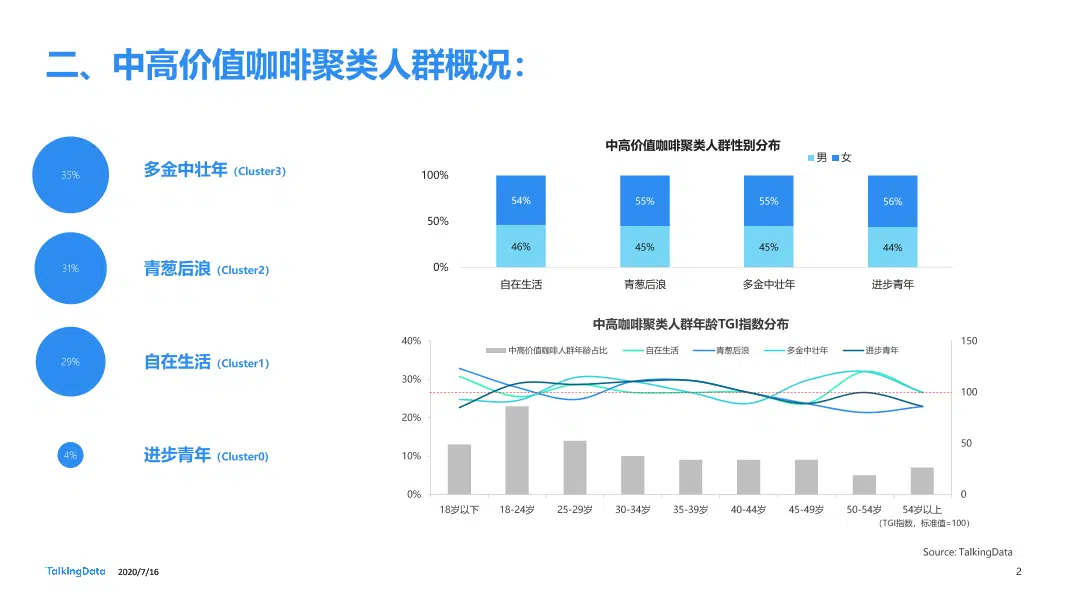 二、中高价值咖啡聚类人群概况：
35%
多金中壮年（Cluster3）
31%
青葱后浪（Cluster2）
29%
自在生活（Cluster1）
4%
进步青年（Cluster0）
中高价值咖啡聚类人群性别分布
男 女
100%
50%
0%
54% 55% 55% 56%
46% 45% 45% 44%
自在生活 青葱后浪 多金中壮年 进步青年
中高咖啡聚类人群年龄TGI指数分布
中高价值咖啡人群年龄占比 自在生活 青葱后浪 多金中壮年 进步青年
40% 150
30% 100
20%
10% 50
0% 0
18岁以下 18-24岁 25-29岁 30-34岁 35-39岁 40-44岁 45-49岁 50-54岁 54岁以上
（TGI指数，标准值=100）
Source: TalkingData
TalkingData 2020/7/16 2